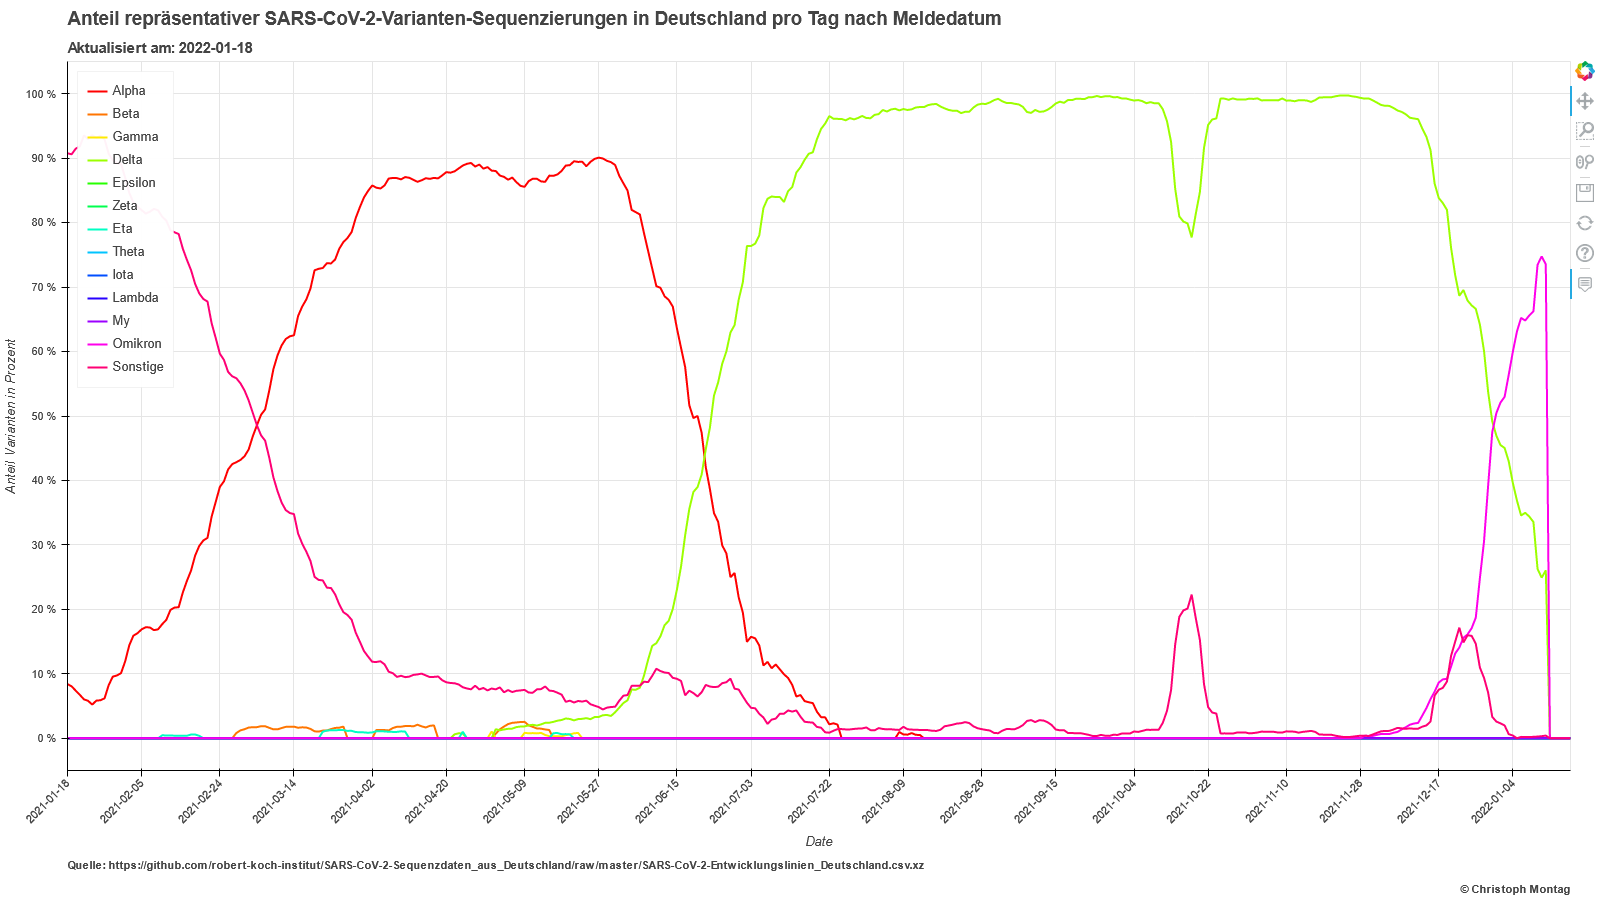 Anteil repräsentativer SARS-CoV-2-Varianten-Sequenzierungen in Deutschland pro Tag nach Meldedatum
Aktualisiert am: 2022-01-18
Alpha
Beta
Gamma
Delta
Epsilon
Zeta
Eta
Theta
Iota
Lambda
My
Omikron
Sonstige
100 %
90 %
80 %
70 %
60 %
50 %
40 %
30 %
20 %
10 %
0 %
Anteil Varianten in Prozent
2021-01-18
2021-02-05
2021-02-24
2021-03-14
2021-04-02
2021-04-20
2021-05-09
2021-05-27
2021-06-15
2021-07-03
2021-07-22
2021-08-09
2021-08-28
2021-09-15
2021-10-04
2021-10-22
2021-11-10
2021-11-28
2021-12-17
2022-01-04
Date
Quelle: https://github.com/robert-koch-institut/SARS-CoV-2-Sequenzdaten_aus_Deutschland/raw/master/SARS-CoV-2-Entwicklungslinien_Deutschland.csv.xz
© Christoph Montag